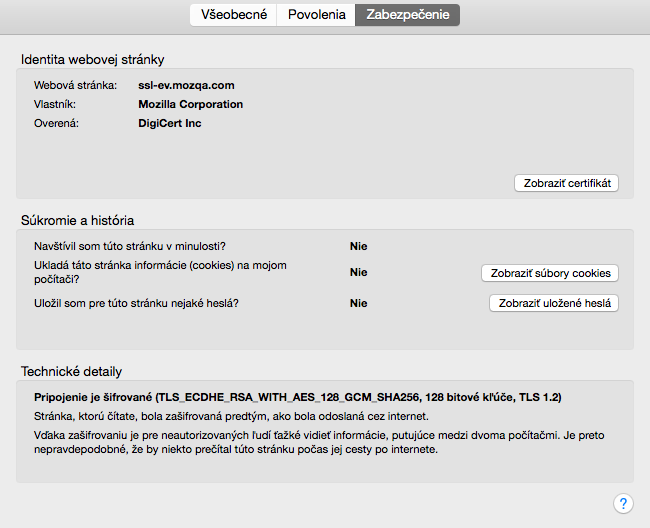 Všeobecné Povolenia Zabezpečenie
Identita webovej stránky
Webová stránka: ssl-ev.mozqa.com
Vlastník: Mozilla Corporation
Overená: DigiCert Inc
Zobraziť certifikát
Súkromie a história
Navštívil som túto stránku v minulosti? Nie
Ukladá táto stránka informácie (cookies) na mojom
počítači? Nie Zobraziť súbory cookies
Uložil som pre túto stránku nejaké heslá? Nie Zobraziť uložené heslá
Technické detaily
Pripojenie je šifrované (TLS_ECDHE_RSA_WITH_AES_128_GCM_SHA256, 128 bitové kľúče, TLS 1.2)
Stránka, ktorú čítate, bola zašifrovaná predtým, ako bola odoslaná cez internet.
Vďaka zašifrovaniu je pre neautorizovaných ľudí ťažké vidieť informácie, putujúce medzi dvoma počítačmi. Je preto
nepravdepodobné, že by niekto prečítal túto stránku počas jej cesty po internete.
?